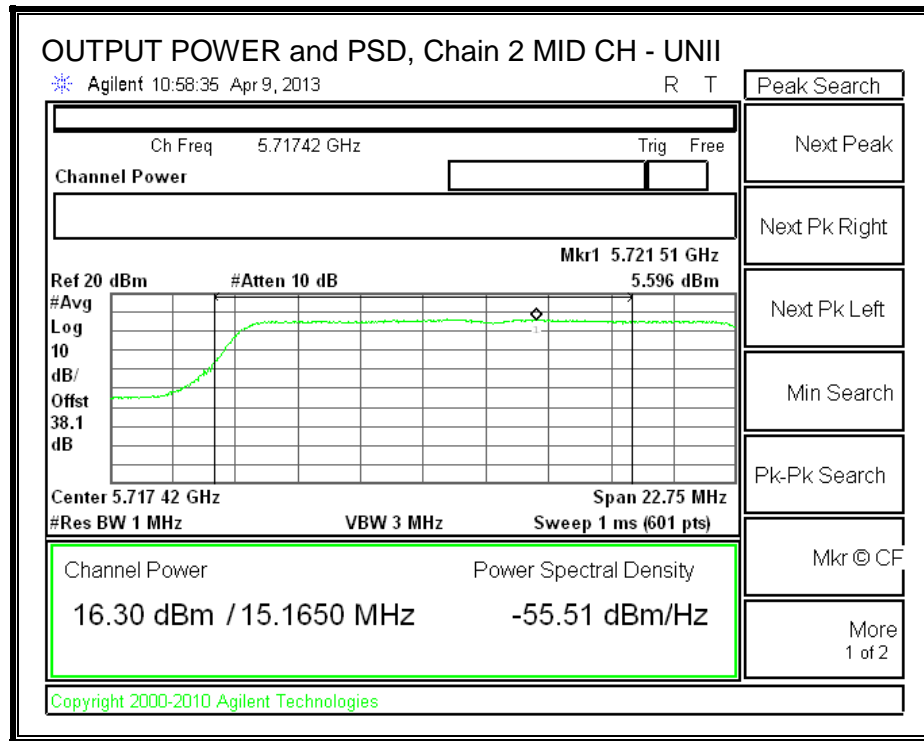 OUTPUT POWER and PSD, Chain 2 MID CH - UNII
Agilent 10:58:35 Apr 9, 2013 R T
Peak Search
Ch Freq 5.71742 GHz Trig Free
Channel Power
Mkr1 5.721 51 GHz
Ref 20 dBm #Atten 10 dB 5.596 dBm
#Avg
Log
10
dB/
Offst
38.1
dB
1
Center 5.717 42 GHz Span 22.75 MHz
#Res BW 1 MHz VBW 3 MHz Sweep 1 ms (601 pts)
Channel Power Power Spectral Density
16.30 dBm / 15.1650 MHz -55.51 dBm/Hz
Copyright 2000-2010 Agilent Technologies
Next Peak
Next Pk Right
Next Pk Left
Min Search
Pk-Pk Search
Mkr © CF
More
1 of 2